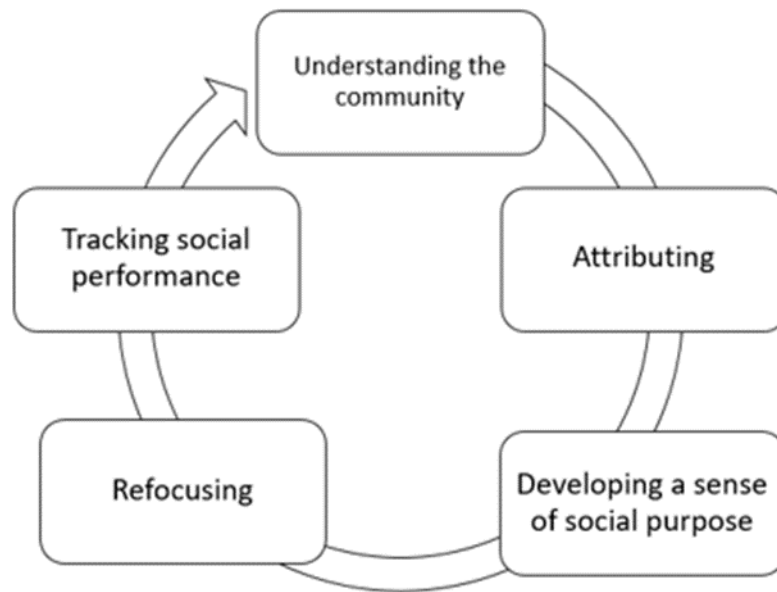 Understanding the
community
Attributing
Developing a sense
of social purpose
Refocusing
Tracking social
performance